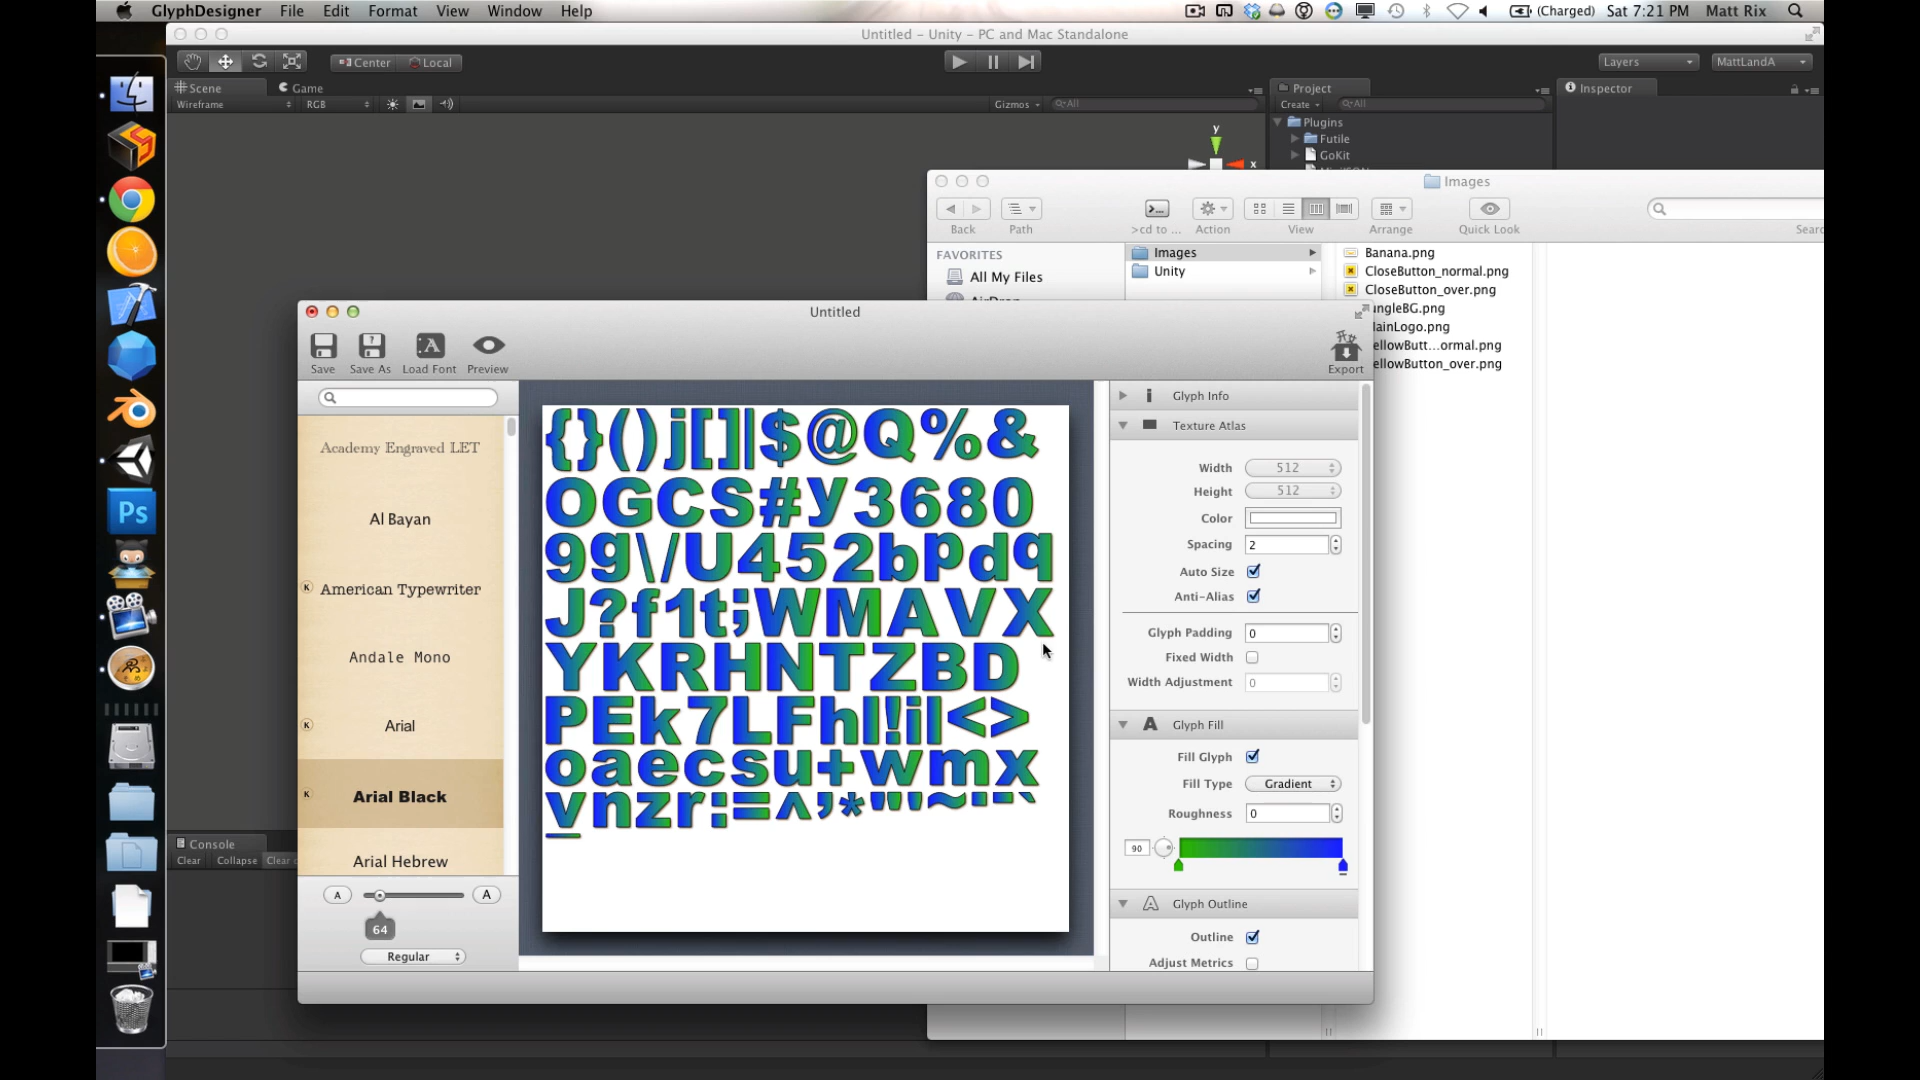 GlyphDesigner File Edit Format View Window Help
(Charged) Sat 7:21 PM Matt Rix
Untitled – Unity – PC and Mac Standalone
Center Local
Layers
MattLandA
Scene
Game
Project
Inspector
Wireframe
RGB
Gizmos
All
Create
All
y
x
Plugins
Futile
GoKit
Images
Back
Path
>cd to ...
Action
View
Arrange
Quick Look
Sear
FAVORITES
All My Files
Images
Unity
Banana.png
CloseButton_normal.png
CloseButton_over.png
ungleBG.png
lainLogo.png
ellowButt...ormal.png
ellowButton_over.png
Untitled
Save
Save As
Load Font
Preview
Export
Academy Engraved LET
Al Bayan
K American Typewriter
Andale Mono
K Arial
K Arial Black
Arial Hebrew
A
A
64
Regular
{}()j[]|$@Q%&
OGCS#y3680
99\/U452bpdq
J?f1t;WMAVX
YKRHNTZBD
PEk7LFhl!il<>
oaecsu+wmx
vnzr:=^,*"'~¨-`
_
Glyph Info
Texture Atlas
Width 512
Height 512
Color
Spacing 2
Auto Size
Anti-Alias
Glyph Padding 0
Fixed Width
Width Adjustment 0
A Glyph Fill
Fill Glyph
Fill Type Gradient
Roughness 0
90
A Glyph Outline
Outline
Adjust Metrics
Console
Clear Collapse Clear
Ps